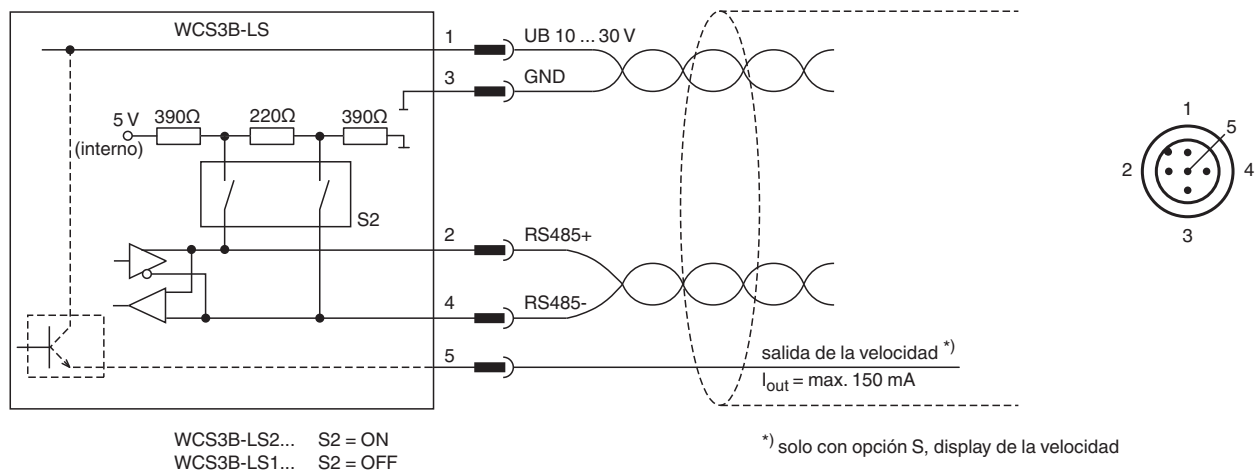 WCS3B-LS
1
UB 10 ... 30 V
3
GND
390Ω 220Ω 390Ω
5 V
(interno)
S2
2
RS485+
4
RS485-
5
salida de la velocidad *)
Iout = max. 150 mA
1
5
2
4
3
WCS3B-LS2... S2 = ON
WCS3B-LS1... S2 = OFF
*) solo con opción S, display de la velocidad